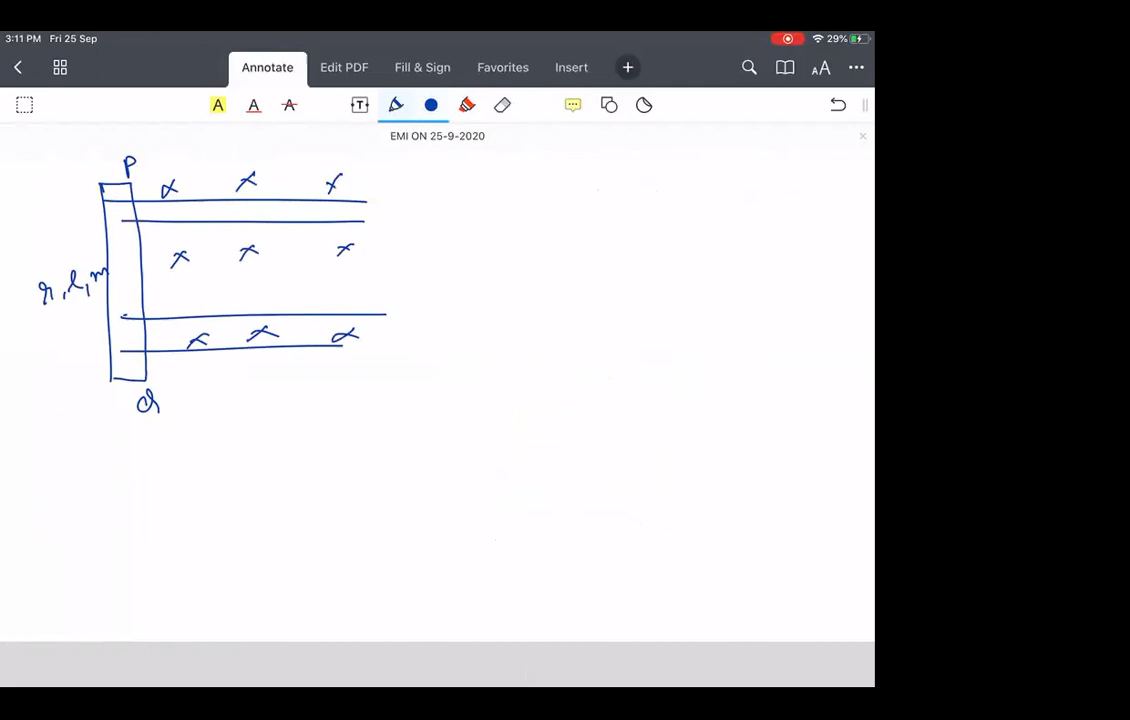 3:11 PM Fri 25 Sep
29%
Annotate Edit PDF Fill & Sign Favorites Insert
A A A T AA
EMI ON 25-9-2020
P
x x x
x x x
r, l, m
x x x
Q